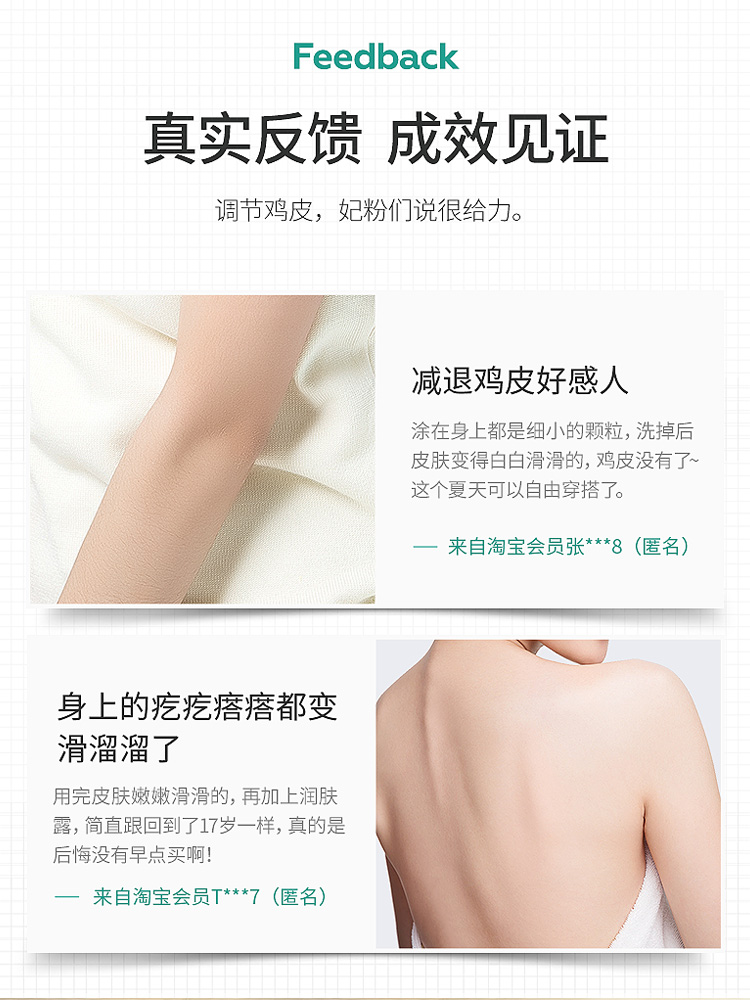 Feedback
真实反馈 成效见证
调节鸡皮，妃粉们说很给力。
减退鸡皮好感人
涂在身上都是细小的颗粒，洗掉后
皮肤变得白白滑滑的，鸡皮没有了~
这个夏天可以自由穿搭了。
— 来自淘宝会员张***8（匿名）
身上的疙疙瘩瘩都变
滑溜溜了
用完皮肤嫩嫩滑滑的，再加上润肤
露，简直跟回到了17岁一样，真的是
后悔没有早点买啊！
— 来自淘宝会员T***7（匿名）